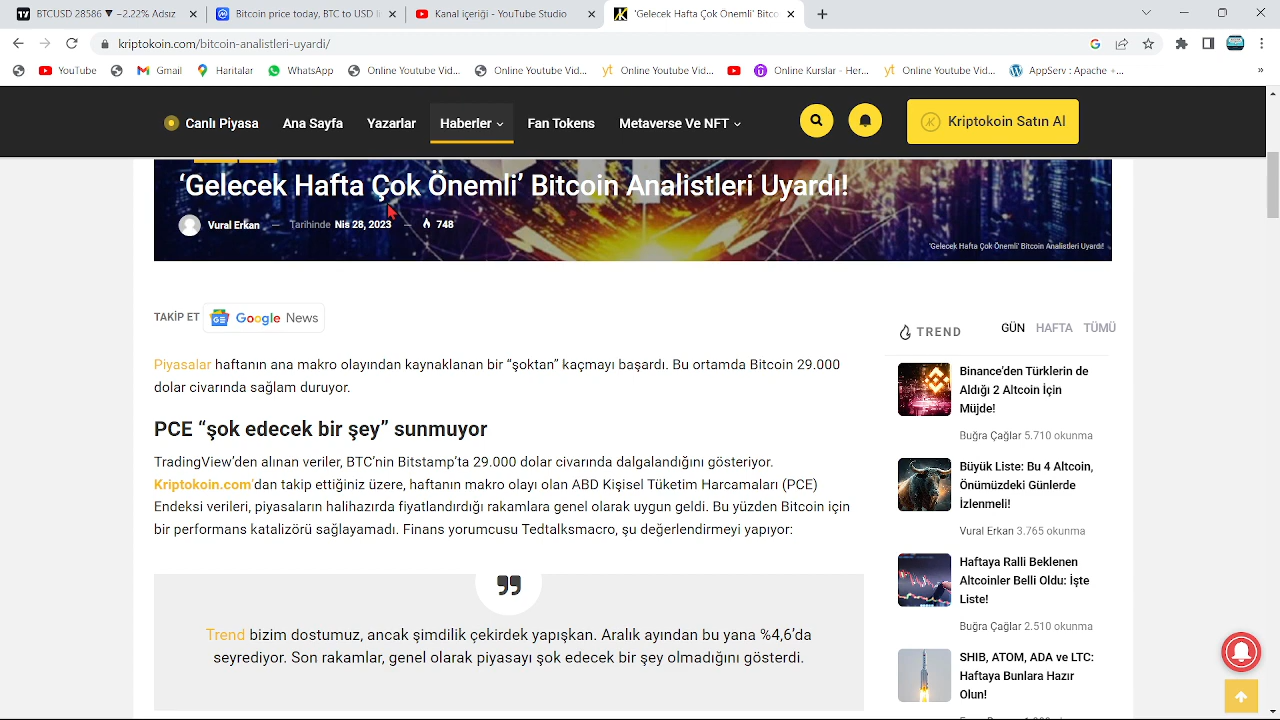 BTCUSD 28586 ▼ −2.22% Adsız
Bitcoin price today, BTC to USD li
Kanal içeriği - YouTube Studio
'Gelecek Hafta Çok Önemli' Bitco
kriptokoin.com/bitcoin-analistleri-uyardi/
YouTube
Gmail
Haritalar
WhatsApp
Online Youtube Vid...
Online Youtube Vid...
Online Youtube Vid...
Online Kurslar - Her...
Online Youtube Vid...
AppServ : Apache +...
»
Canlı Piyasa
Ana Sayfa
Yazarlar
Haberler
Fan Tokens
Metaverse Ve NFT
Kriptokoin Satın Al
'Gelecek Hafta Çok Önemli' Bitcoin Analistleri Uyardı!
Vural Erkan — Tarihinde Nis 28, 2023 — 748
'Gelecek Hafta Çok Önemli' Bitcoin Analistleri Uyardı!
TAKİP ET Google News
Piyasalar haftanın ana makro olayından kaynaklanan bir “şoktan” kaçmayı başardı. Bu ortamda Bitcoin 29.000
dolar civarında sağlam duruyor.
PCE “şok edecek bir şey” sunmuyor
TradingView’den alınan veriler, BTC’nin Bitstamp’ta 29.000 dolar civarında dalgalandığını gösteriyor.
Kriptokoin.com’dan takip ettiğiniz üzere, haftanın makro olayı olan ABD Kişisel Tüketim Harcamaları (PCE)
Endeksi verileri, piyasaların halihazırda fiyatlandırdığı rakamlara genel olarak uygun geldi. Bu yüzden Bitcoin için
bir performans katalizörü sağlayamadı. Finans yorumcusu Tedtalksmacro, şu değerlendirmeyi yapıyor:
Trend bizim dostumuz, ancak şimdilik çekirdek yapışkan. Aralık ayından bu yana %4,6’da
seyrediyor. Son rakamlar, genel olarak piyasayı şok edecek bir şey olmadığını gösterdi.
TREND
GÜN HAFTA TÜMÜ
Binance’den Türklerin de
Aldığı 2 Altcoin İçin
Müjde!
Buğra Çağlar 5.710 okunma
Büyük Liste: Bu 4 Altcoin,
Önümüzdeki Günlerde
İzlenmeli!
Vural Erkan 3.765 okunma
Haftaya Ralli Beklenen
Altcoinler Belli Oldu: İşte
Liste!
Buğra Çağlar 2.510 okunma
SHIB, ATOM, ADA ve LTC:
Haftaya Bunlara Hazır
Olun!